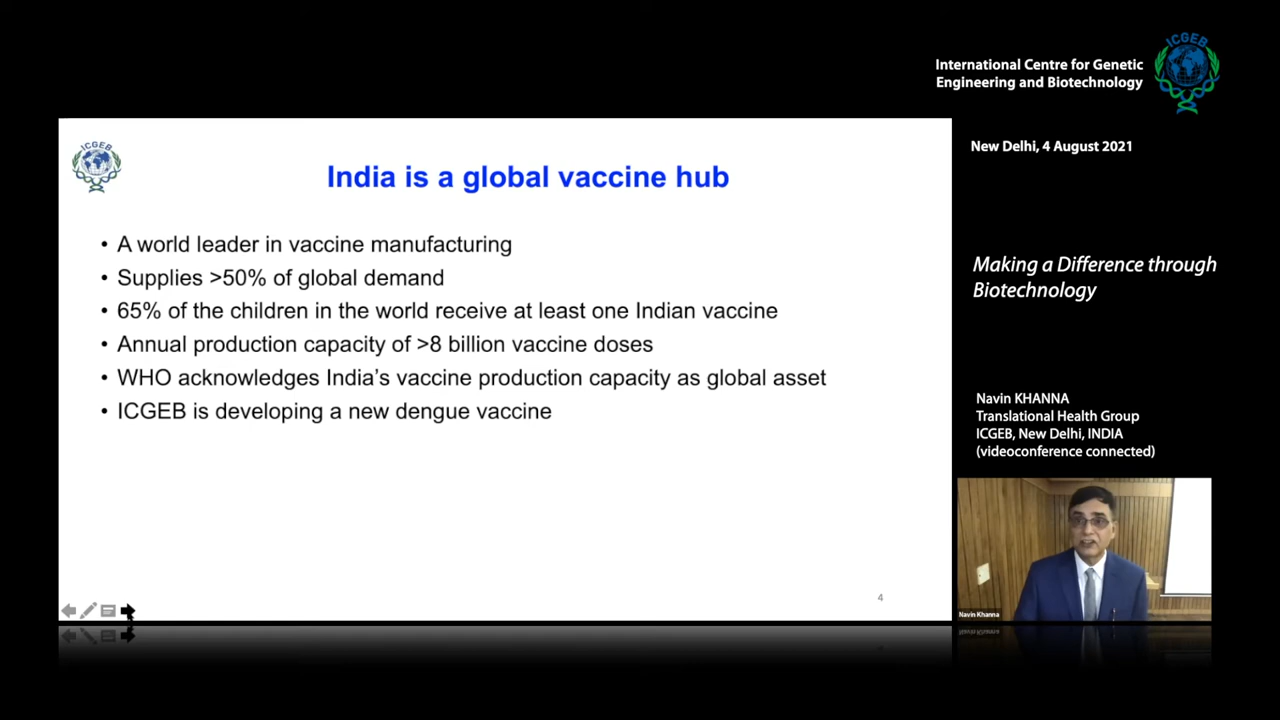 International Centre for Genetic
Engineering and Biotechnology
ICGEB
New Delhi, 4 August 2021
ICGEB
India is a global vaccine hub
• A world leader in vaccine manufacturing
• Supplies >50% of global demand
• 65% of the children in the world receive at least one Indian vaccine
• Annual production capacity of >8 billion vaccine doses
• WHO acknowledges India's vaccine production capacity as global asset
• ICGEB is developing a new dengue vaccine
4
Making a Difference through
Biotechnology
Navin KHANNA
Translational Health Group
ICGEB, New Delhi, INDIA
(videoconference connected)
Navin Khanna